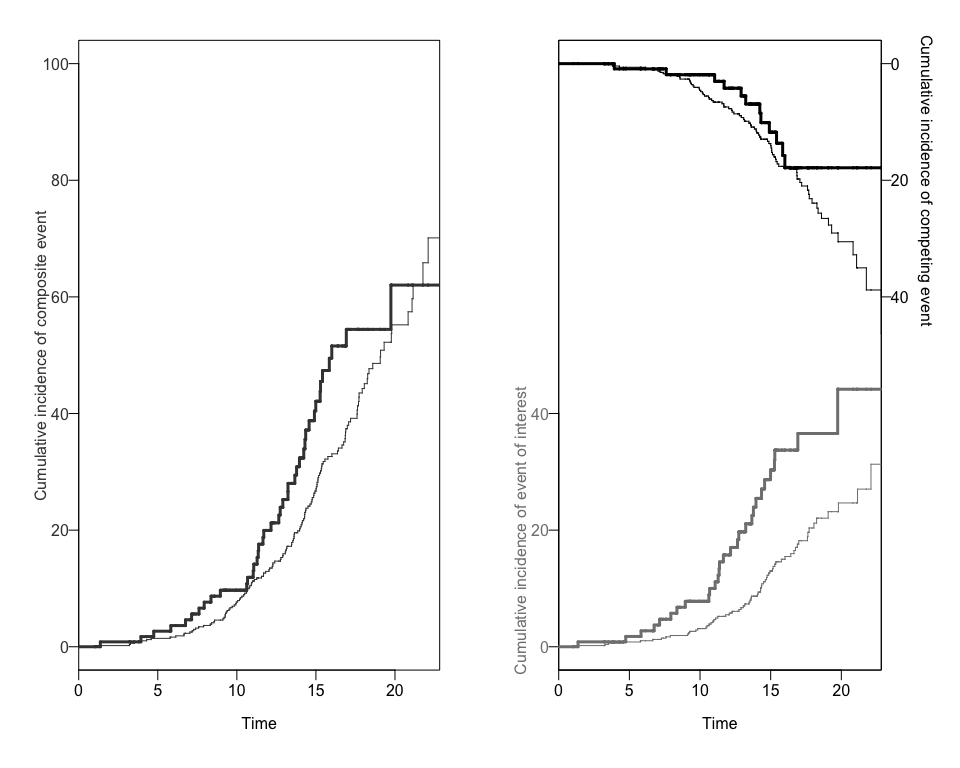 Cumulative incidence of composite event
100
80
60
40
20
0
0 5 10 15 20
Time
Cumulative incidence of event of interest
40
20
0
0 5 10 15 20
Time
0
20
40
Cumulative incidence of competing event